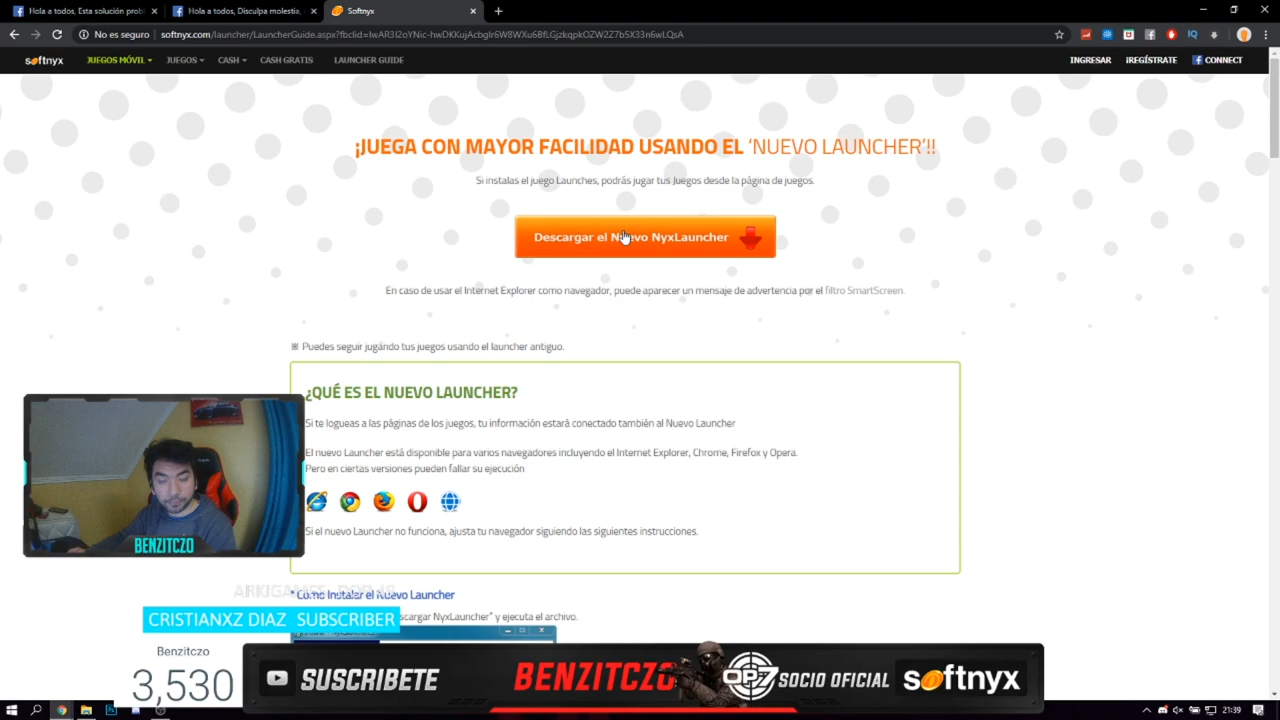 Hola a todos, Esta solución probl
Hola a todos, Disculpa molestia,
Softnyx
No es seguro
softnyx.com/launcher/LauncherGuide.aspx?fbclid=IwAR3I2oYNic-hwDKKujAcbgIr6W8WXu6BfLGjzkqpkOZW2Z7b5X33n6wLQsA
softnyx
JUEGOS MÓVIL
JUEGOS
CASH
CASH GRATIS
LAUNCHER GUIDE
INGRESAR
iREGÍSTRATE
CONNECT
¡JUEGA CON MAYOR FACILIDAD USANDO EL 'NUEVO LAUNCHER'!!
Si instalas el juego Launches, podrás jugar tus Juegos desde la página de juegos.
Descargar el Nuevo NyxLauncher
En caso de usar el Internet Explorer como navegador, puede aparecer un mensaje de advertencia por el filtro SmartScreen.
※ Puedes seguir jugando tus juegos usando el launcher antiguo.
¿QUÉ ES EL NUEVO LAUNCHER?
Si te logueas a las páginas de los juegos, tu información estará conectado también al Nuevo Launcher
El nuevo Launcher está disponible para varios navegadores incluyendo el Internet Explorer, Chrome, Firefox y Opera.
Pero en ciertas versiones pueden fallar su ejecución
Si el nuevo Launcher no funciona, ajusta tu navegador siguiendo las siguientes instrucciones.
BENZITCZO
* Cómo Instalar el Nuevo Launcher
CRISTIANXZ DIAZ SUBSCRIBER
scargar NyxLauncher" y ejecuta el archivo.
Benzitczo
3,530
SUSCRIBETE
BENZITCZO
OP7
SOCIO OFICIAL
softnyx
21:39